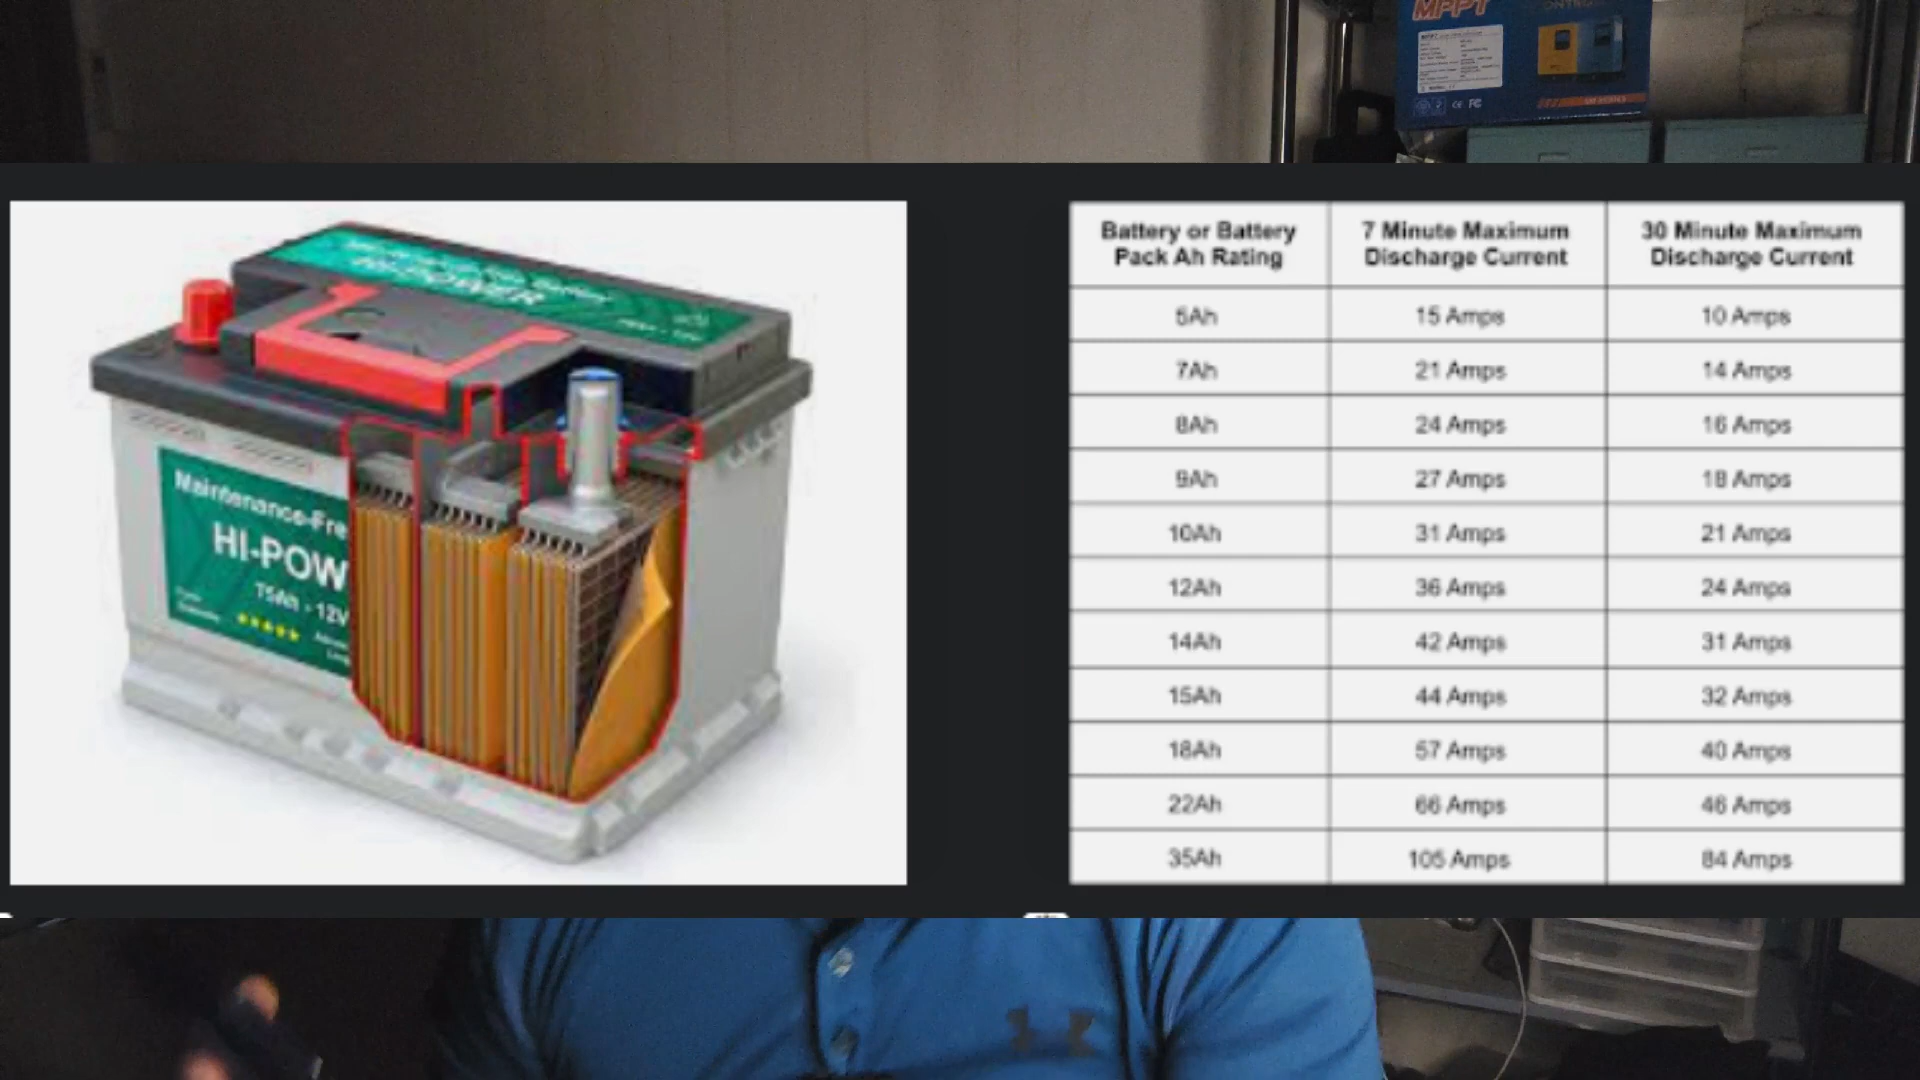 MPPT
HI-POWER
Maintenance-Fre
HI-POW
75Ah - 12V
Battery or Battery
Pack Ah Rating
7 Minute Maximum
Discharge Current
30 Minute Maximum
Discharge Current
5Ah
15 Amps
10 Amps
7Ah
21 Amps
14 Amps
8Ah
24 Amps
16 Amps
9Ah
27 Amps
18 Amps
10Ah
31 Amps
21 Amps
12Ah
36 Amps
24 Amps
14Ah
42 Amps
31 Amps
15Ah
44 Amps
32 Amps
18Ah
57 Amps
40 Amps
22Ah
66 Amps
46 Amps
35Ah
105 Amps
84 Amps